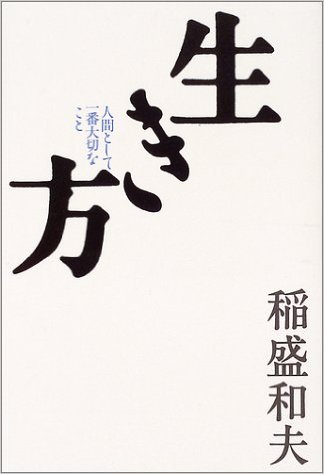 生き方
人間として
一番大切な
こと
稲盛和夫